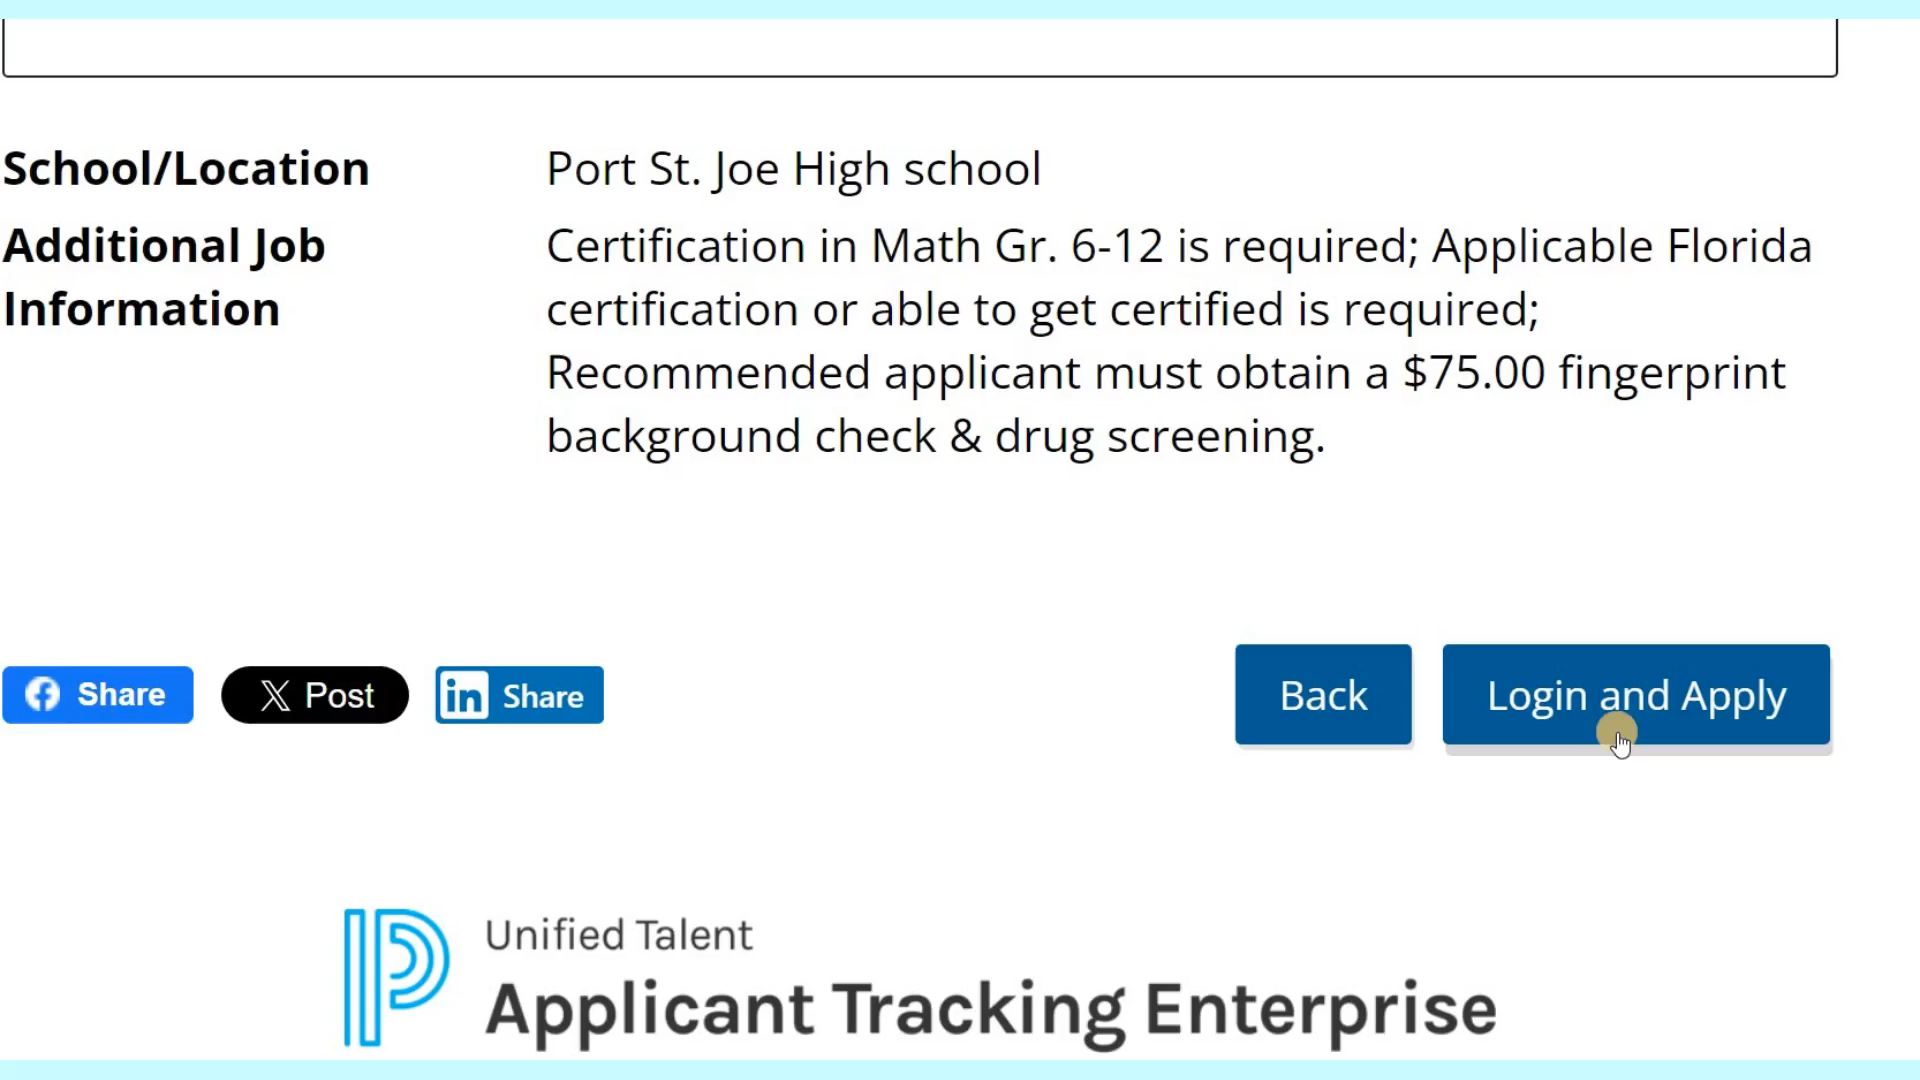 School/Location
Port St. Joe High school
Additional Job
Information
Certification in Math Gr. 6-12 is required; Applicable Florida
certification or able to get certified is required;
Recommended applicant must obtain a $75.00 fingerprint
background check & drug screening.
Share
Post
Share
Back
Login and Apply
Unified Talent
Applicant Tracking Enterprise